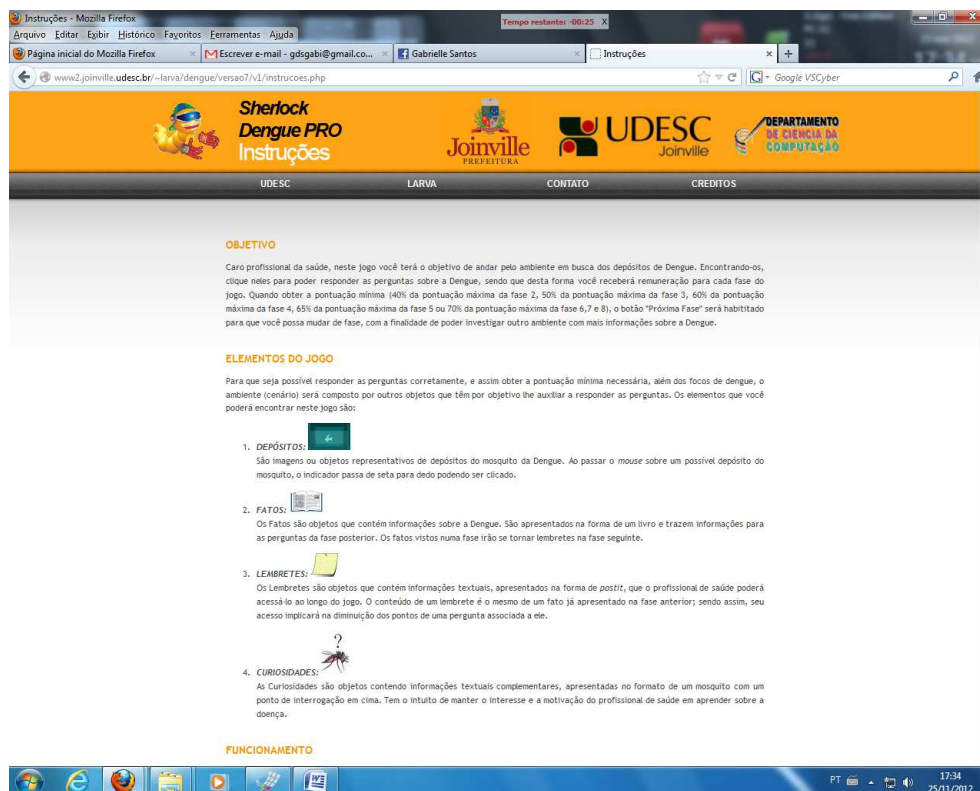 Instruções - Mozilla Firefox
Tempo restante: -00:25 X
Arquivo Editar Exibir Histórico Favoritos Ferramentas Ajuda
Página inicial do Mozilla Firefox
Escrever e-mail - gdsgabi@gmail.co...
Gabrielle Santos
Instruções
www2.joinville.udesc.br/~larva/dengue/versao7/v1/instrucoes.php
Google VSCyber
Sherlock
Dengue PRO
Instruções
Joinville
PREFEITURA
UDESC
Joinville
DEPARTAMENTO
DE CIENCIA DA
COMPUTAÇÃO
UDESC LARVA CONTATO CREDITOS
OBJETIVO
Caro profissional da saúde, neste jogo você terá o objetivo de andar pelo ambiente em busca dos depósitos de Dengue. Encontrando-os,
clique neles para poder responder as perguntas sobre a Dengue, sendo que desta forma você receberá remuneração para cada fase do
jogo. Quando obter a pontuação mínima (40% da pontuação máxima da fase 2, 50% da pontuação máxima da fase 3, 60% da pontuação
máxima da fase 4, 65% da pontuação máxima da fase 5 ou 70% da pontuação máxima da fase 6,7 e 8), o botão "Próxima Fase" será habititado
para que você possa mudar de fase, com a finalidade de poder investigar outro ambiente com mais informações sobre a Dengue.
ELEMENTOS DO JOGO
Para que seja possível responder as perguntas corretamente, e assim obter a pontuação mínima necessária, além dos focos de dengue, o
ambiente (cenário) será composto por outros objetos que têm por objetivo lhe auxliar a responder as perguntas. Os elementos que você
poderá encontrar neste jogo são:
1. DEPÓSITOS:
São imagens ou objetos representativos de depósitos do mosquito da Dengue. Ao passar o mouse sobre um possível depósito do
mosquito, o indicador passa de seta para dedo podendo ser clicado.
2. FATOS:
Os Fatos são objetos que contém informações sobre a Dengue. São apresentados na forma de um livro e trazem informações para
as perguntas da fase posterior. Os fatos vistos numa fase irão se tornar lembretes na fase seguinte.
3. LEMBRETES:
Os Lembretes são objetos que contém informações textuais, apresentados na forma de postit, que o profissional de saúde poderá
acessá-lo ao longo do jogo. O conteúdo de um lembrete é o mesmo de um fato já apresentado na fase anterior; sendo assim, seu
acesso implicará na diminuição dos pontos de uma pergunta associada a ele.
?
4. CURIOSIDADES:
As Curiosidades são objetos contendo informações textuais complementares, apresentadas no formato de um mosquito com um
ponto de interrogação em cima. Tem o intuito de manter o interesse e a motivação do profissional de saúde em aprender sobre a
doença.
FUNCIONAMENTO
PT
17:34
25/11/2012